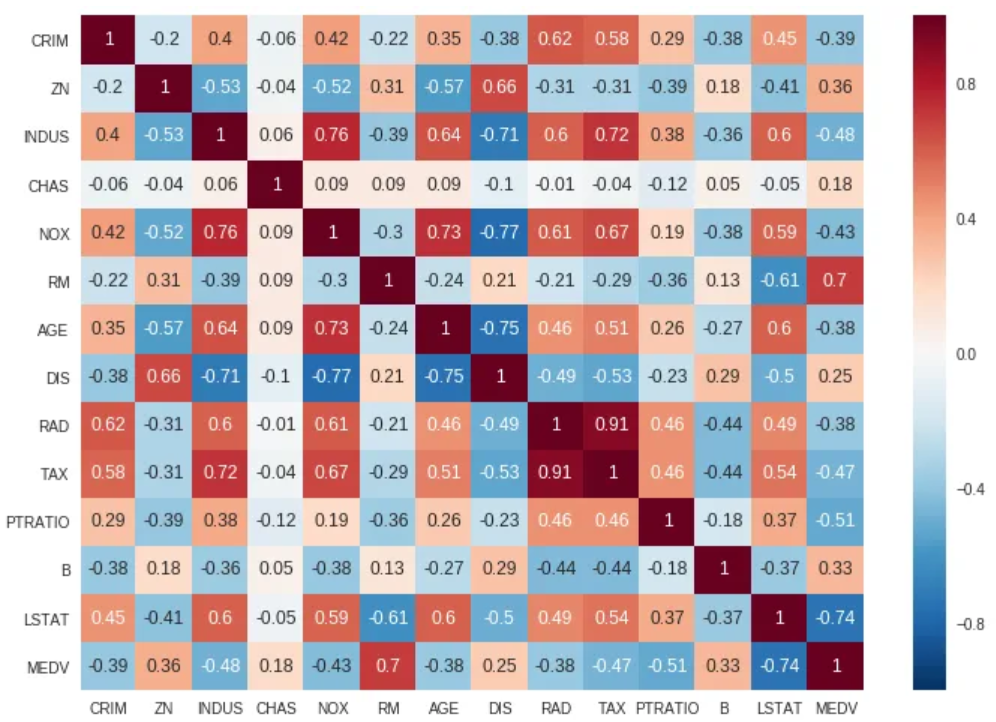 CRIM 1 -0.2 0.4 -0.06 0.42 -0.22 0.35 -0.38 0.62 0.58 0.29 -0.38 0.45 -0.39
ZN -0.2 1 -0.53 -0.04 -0.52 0.31 -0.57 0.66 -0.31 -0.31 -0.39 0.18 -0.41 0.36
INDUS 0.4 -0.53 1 0.06 0.76 -0.39 0.64 -0.71 0.6 0.72 0.38 -0.36 0.6 -0.48
CHAS -0.06 -0.04 0.06 1 0.09 0.09 0.09 -0.1 -0.01 -0.04 -0.12 0.05 -0.05 0.18
NOX 0.42 -0.52 0.76 0.09 1 -0.3 0.73 -0.77 0.61 0.67 0.19 -0.38 0.59 -0.43
RM -0.22 0.31 -0.39 0.09 -0.3 1 -0.24 0.21 -0.21 -0.29 -0.36 0.13 -0.61 0.7
AGE 0.35 -0.57 0.64 0.09 0.73 -0.24 1 -0.75 0.46 0.51 0.26 -0.27 0.6 -0.38
DIS -0.38 0.66 -0.71 -0.1 -0.77 0.21 -0.75 1 -0.49 -0.53 -0.23 0.29 -0.5 0.25
RAD 0.62 -0.31 0.6 -0.01 0.61 -0.21 0.46 -0.49 1 0.91 0.46 -0.44 0.49 -0.38
TAX 0.58 -0.31 0.72 -0.04 0.67 -0.29 0.51 -0.53 0.91 1 0.46 -0.44 0.54 -0.47
PTRATIO 0.29 -0.39 0.38 -0.12 0.19 -0.36 0.26 -0.23 0.46 0.46 1 -0.18 0.37 -0.51
B -0.38 0.18 -0.36 0.05 -0.38 0.13 -0.27 0.29 -0.44 -0.44 -0.18 1 -0.37 0.33
LSTAT 0.45 -0.41 0.6 -0.05 0.59 -0.61 0.6 -0.5 0.49 0.54 0.37 -0.37 1 -0.74
MEDV -0.39 0.36 -0.48 0.18 -0.43 0.7 -0.38 0.25 -0.38 -0.47 -0.51 0.33 -0.74 1
CRIM ZN INDUS CHAS NOX RM AGE DIS RAD TAX PTRATIO B LSTAT MEDV
0.8
0.4
0.0
−0.4
−0.8